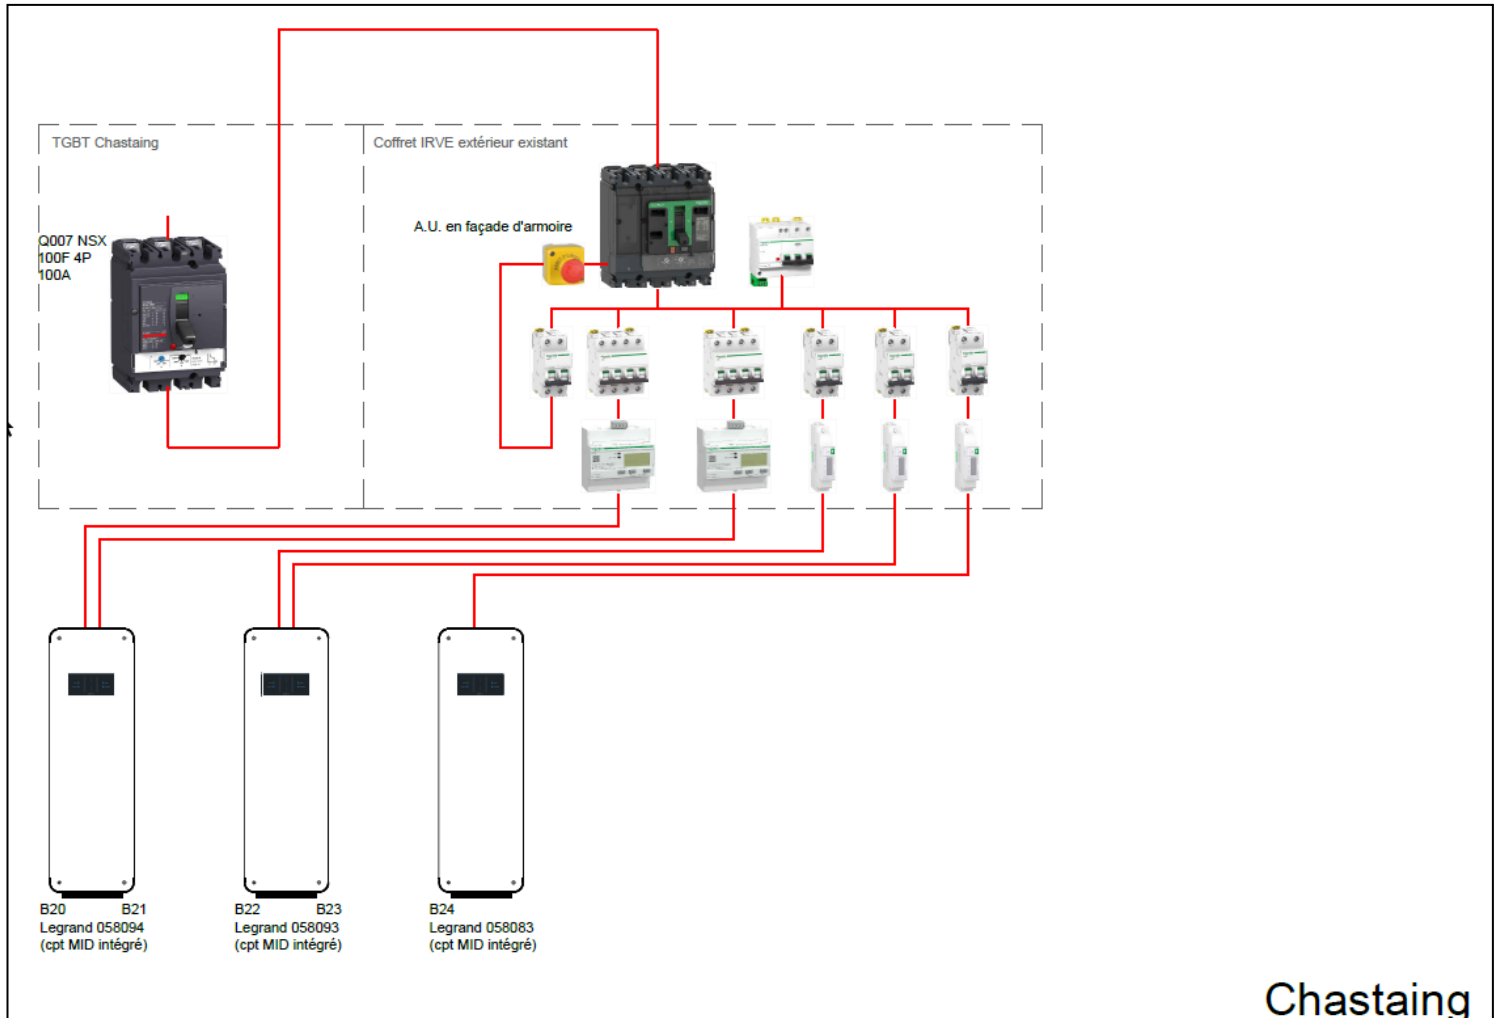 TGBT Chastaing
Coffret IRVE extérieur existant
A.U. en façade d'armoire
Q007 NSX
100F 4P
100A
B20 B21
Legrand 058094
(cpt MID intégré)
B22 B23
Legrand 058093
(cpt MID intégré)
B24
Legrand 058083
(cpt MID intégré)
Chastaing